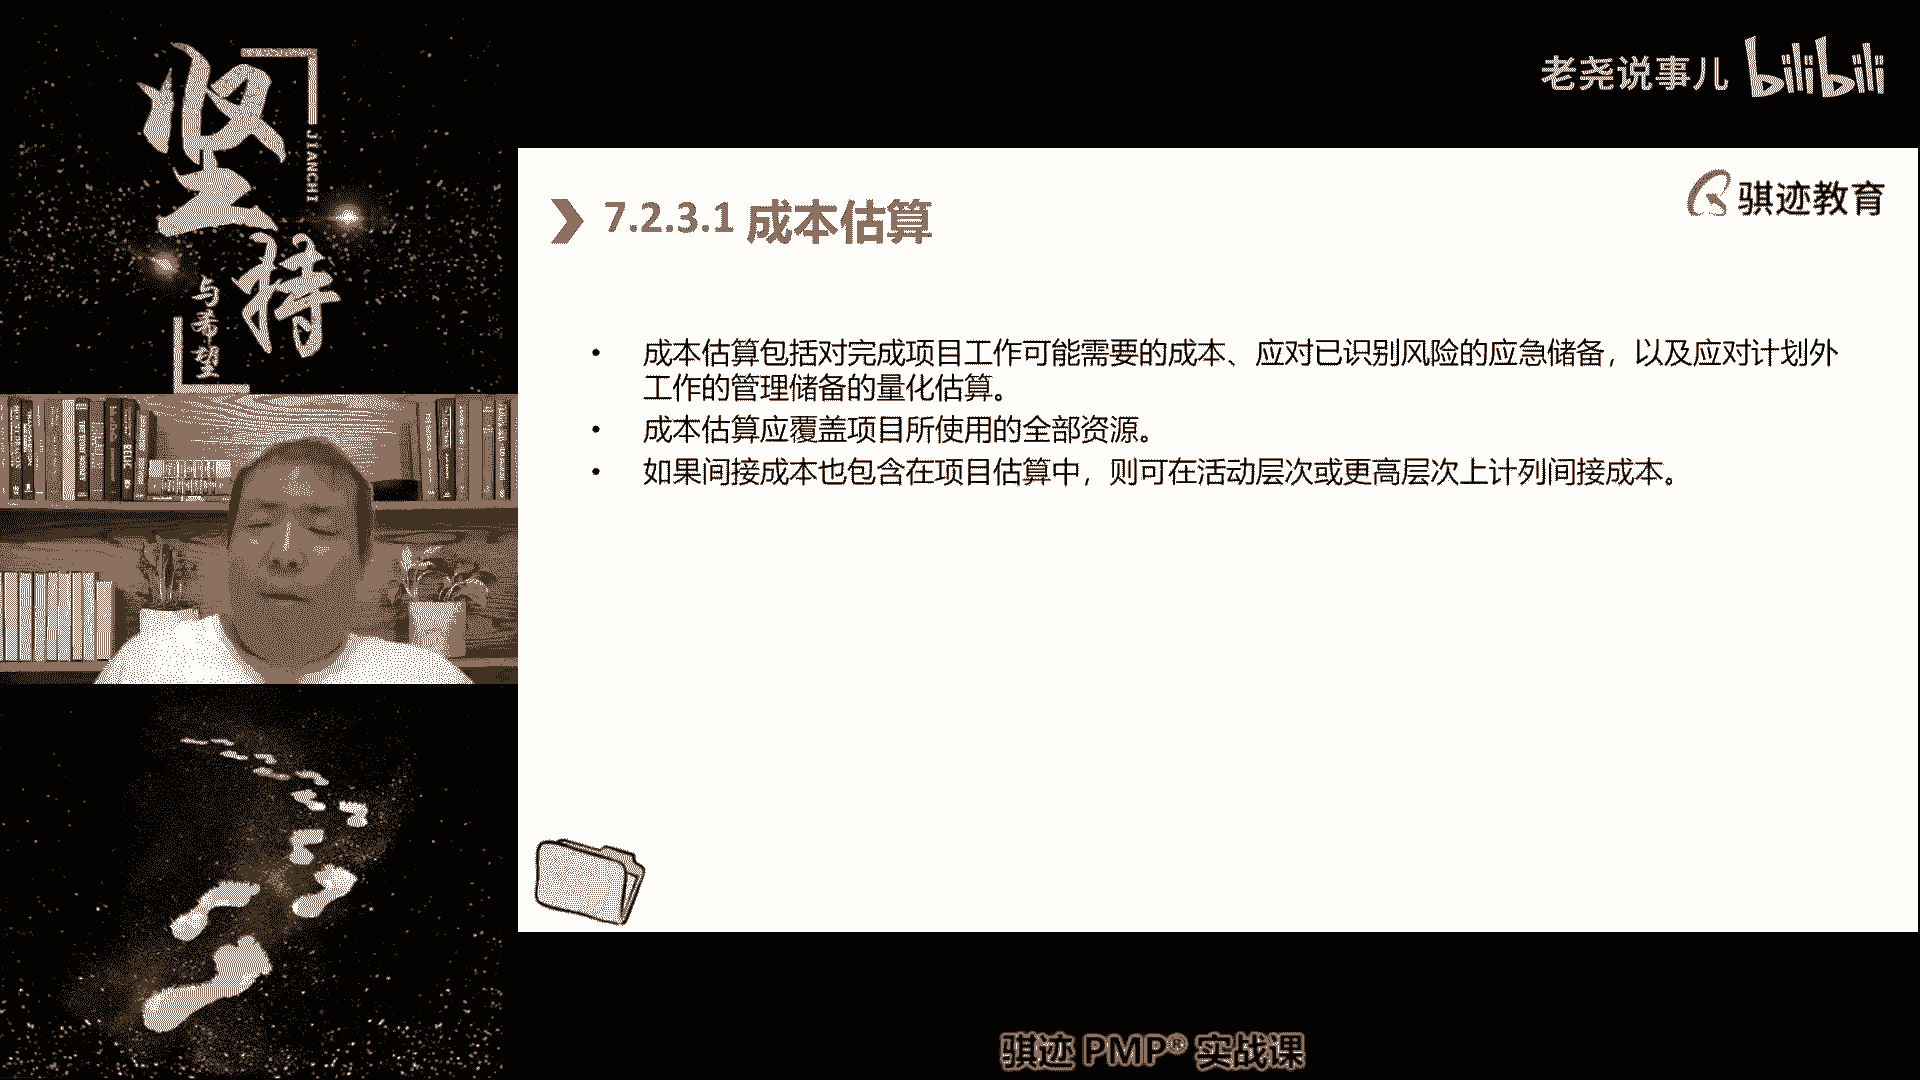 坚持
JIANCHI
与希望
老尧说事儿 bilibili
骐迹教育
7.2.3.1 成本估算
• 成本估算包括对完成项目工作可能需要的成本、应对已识别风险的应急储备，以及应对计划外
工作的管理储备的量化估算。
• 成本估算应覆盖项目所使用的全部资源。
• 如果间接成本也包含在项目估算中，则可在活动层次或更高层次上计列间接成本。
骐迹 PMP® 实战课